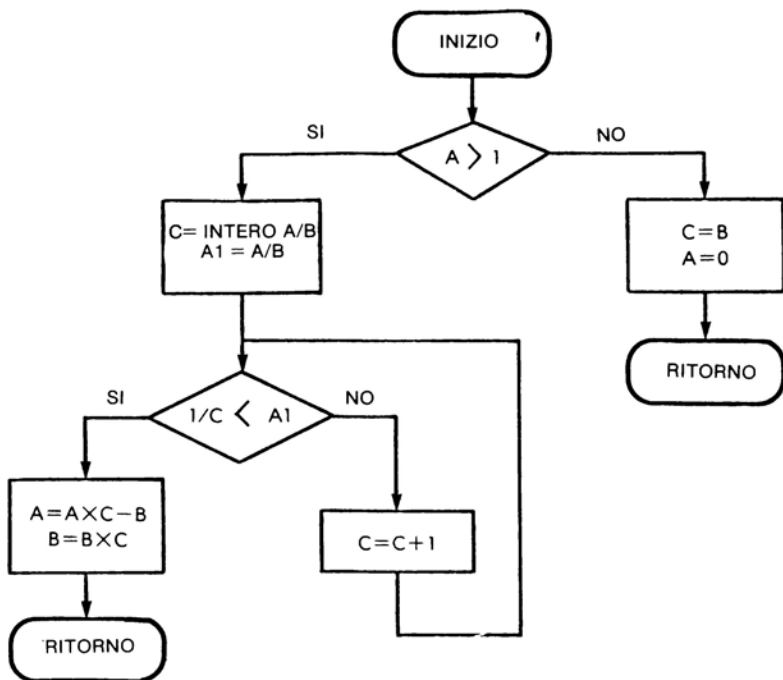 INIZIO
SI
NO
A > 1
C= INTERO A/B
A1 = A/B
C=B
A=0
RITORNO
SI
NO
1/C < A1
A=A×C−B
B=B×C
C=C+1
RITORNO